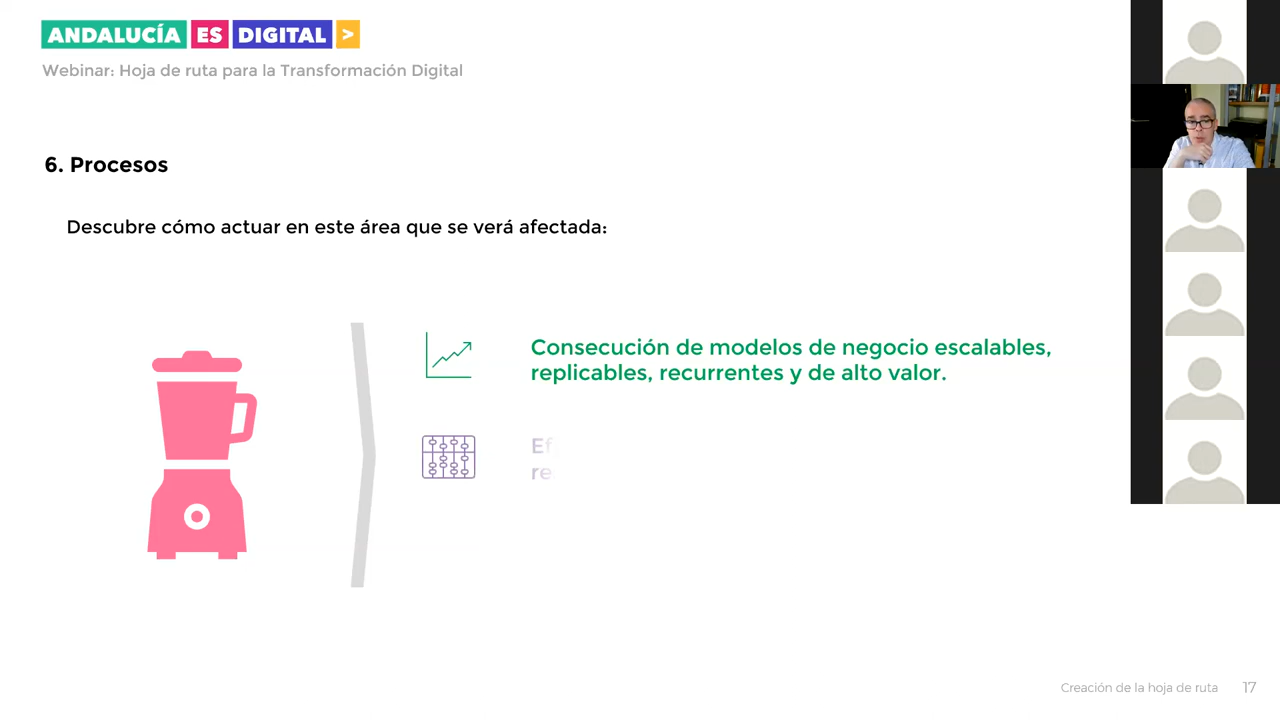 ANDALUCÍA ES DIGITAL >
Webinar: Hoja de ruta para la Transformación Digital
6. Procesos
Descubre cómo actuar en este área que se verá afectada:
Consecución de modelos de negocio escalables,
replicables, recurrentes y de alto valor.
Creación de la hoja de ruta 17